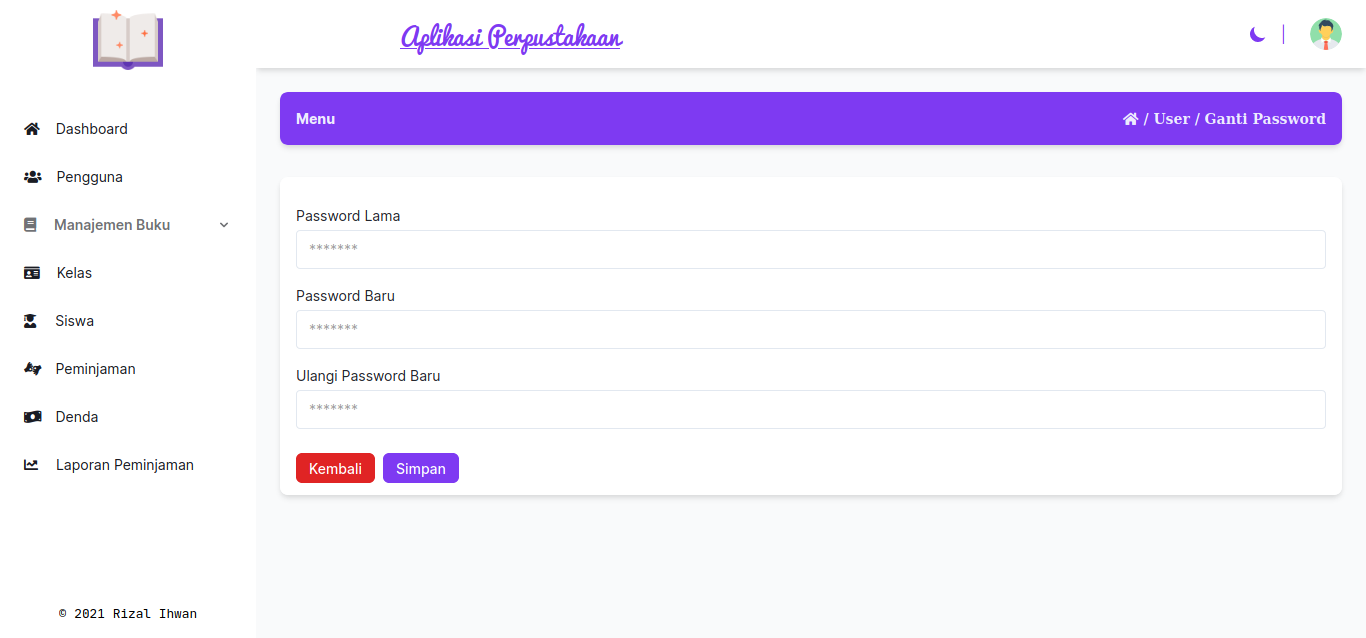 Aplikasi Perpustakaan
Dashboard
Pengguna
Manajemen Buku
Kelas
Siswa
Peminjaman
Denda
Laporan Peminjaman
© 2021 Rizal Ihwan
Menu
/ User / Ganti Password
Password Lama
*******
Password Baru
*******
Ulangi Password Baru
*******
Kembali Simpan